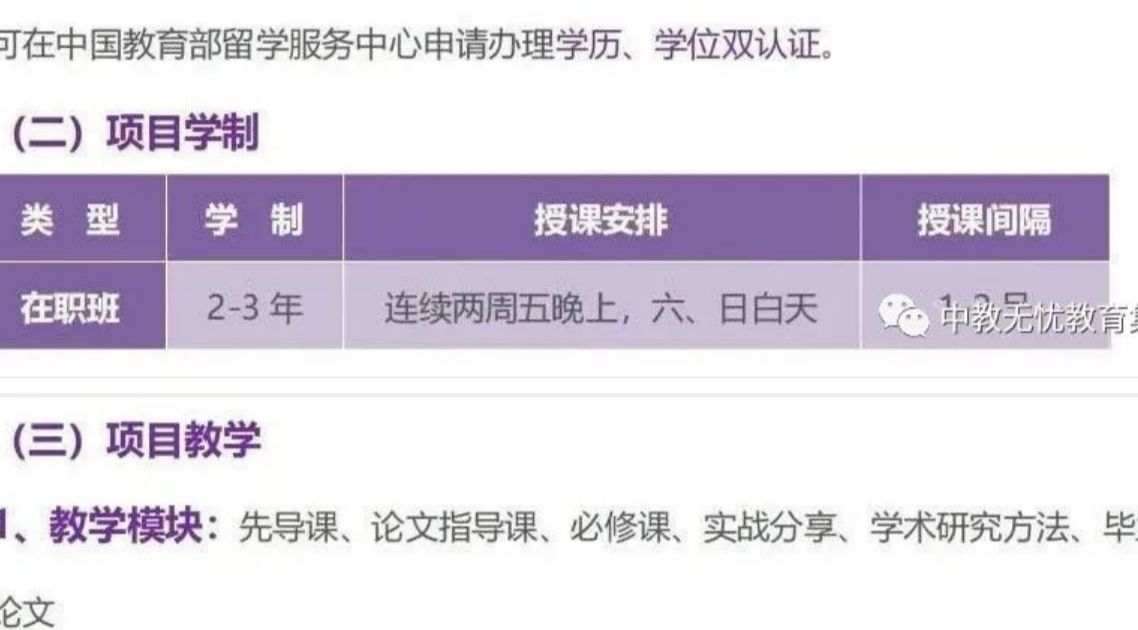 可在中国教育部留学服务中心申请办理学历、学位双认证。
（二）项目学制
类 型 学 制 授课安排 授课间隔
在职班 2-3 年 连续两周五晚上，六、日白天
中教无忧教育
（三）项目教学
1、教学模块：先导课、论文指导课、必修课、实战分享、学术研究方法、毕
论文